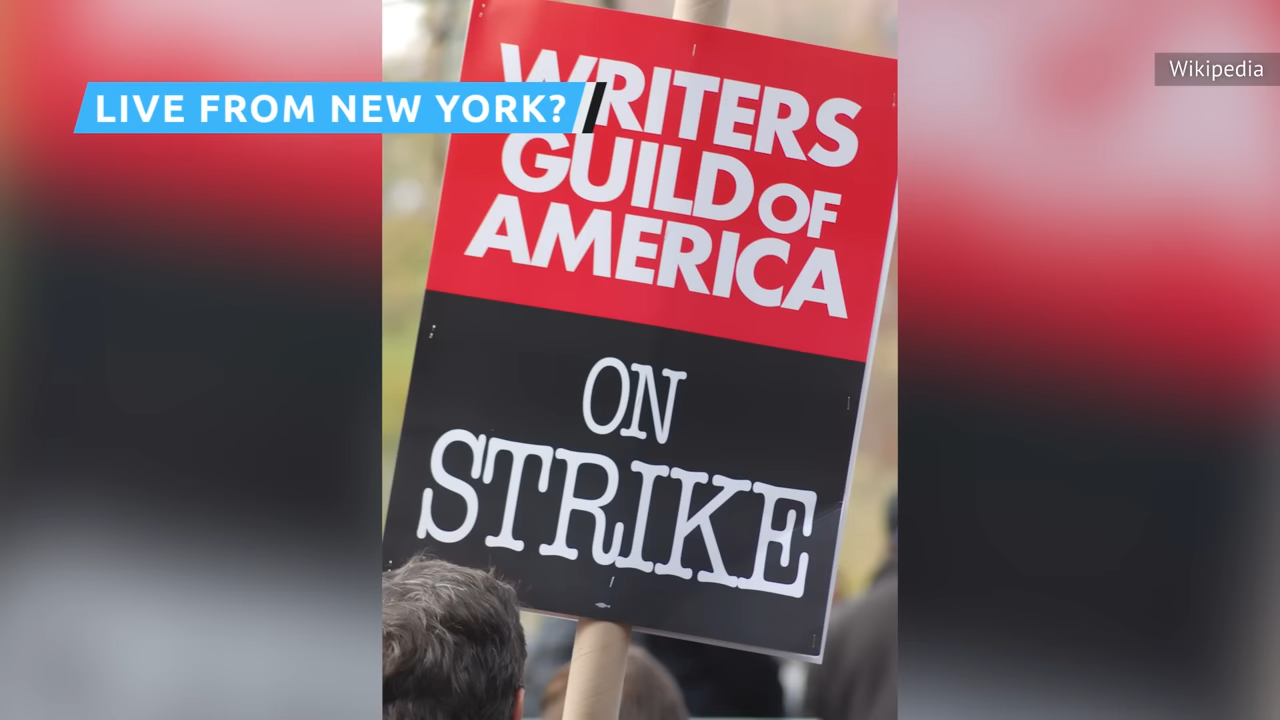 LIVE FROM NEW YORK?
Wikipedia
WRITERS
GUILD OF
AMERICA
ON
STRIKE